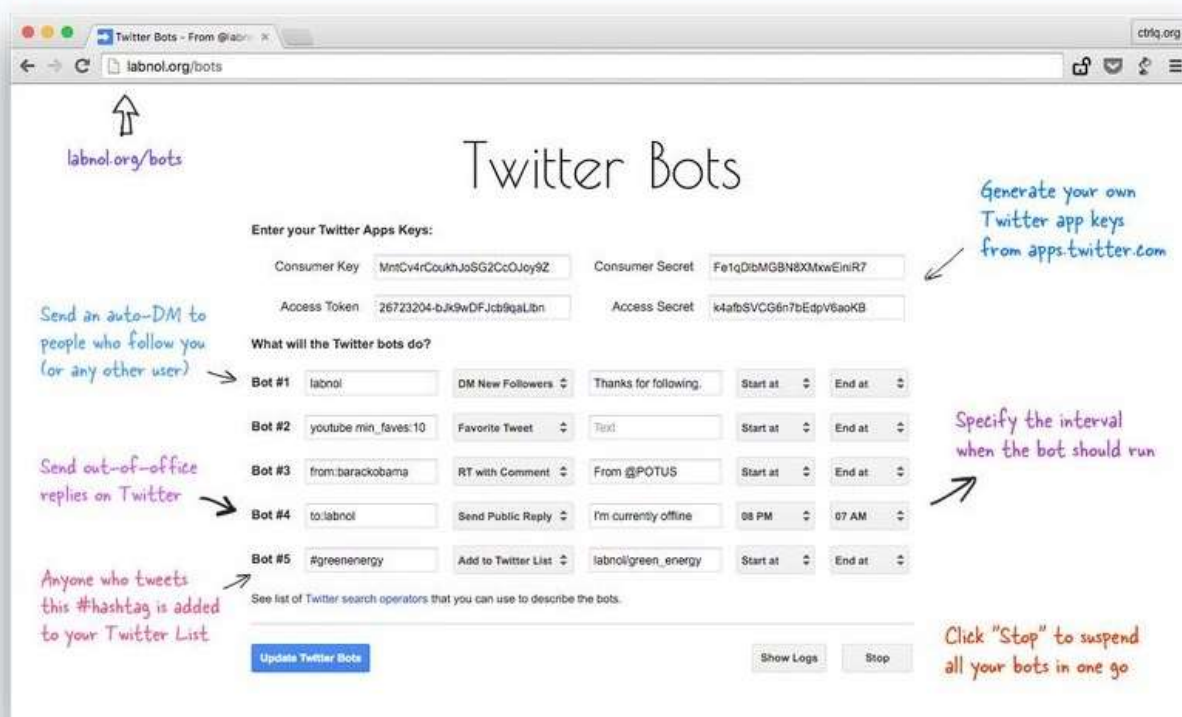 Twitter Bots - From @labn
ctrlq.org
labnol.org/bots
labnol.org/bots
Twitter Bots
Generate your own
Twitter app keys
from apps.twitter.com
Enter your Twitter Apps Keys:
Consumer Key MntCv4rCoukhJoSG2CcOJoy9Z Consumer Secret Fe1qDlbMGBN8XMxwEiniR7
Access Token 26723204-bJk9wDFJcb9qaLlbn Access Secret k4afbSVCG6n7bEdpV6aoKB
Send an auto-DM to
people who follow you
(or any other user)
What will the Twitter bots do?
Bot #1 labnol DM New Followers Thanks for following. Start at End at
Bot #2 youtube min_faves:10 Favorite Tweet Text Start at End at
Specify the interval
when the bot should run
Send out-of-office
replies on Twitter
Bot #3 from:barackobama RT with Comment From @POTUS Start at End at
Bot #4 to:labnol Send Public Reply I'm currently offline 08 PM 07 AM
Bot #5 #greenenergy Add to Twitter List labnol/green_energy Start at End at
Anyone who tweets
this #hashtag is added
to your Twitter List
See list of Twitter search operators that you can use to describe the bots.
Update Twitter Bots Show Logs Stop
Click "Stop" to suspend
all your bots in one go